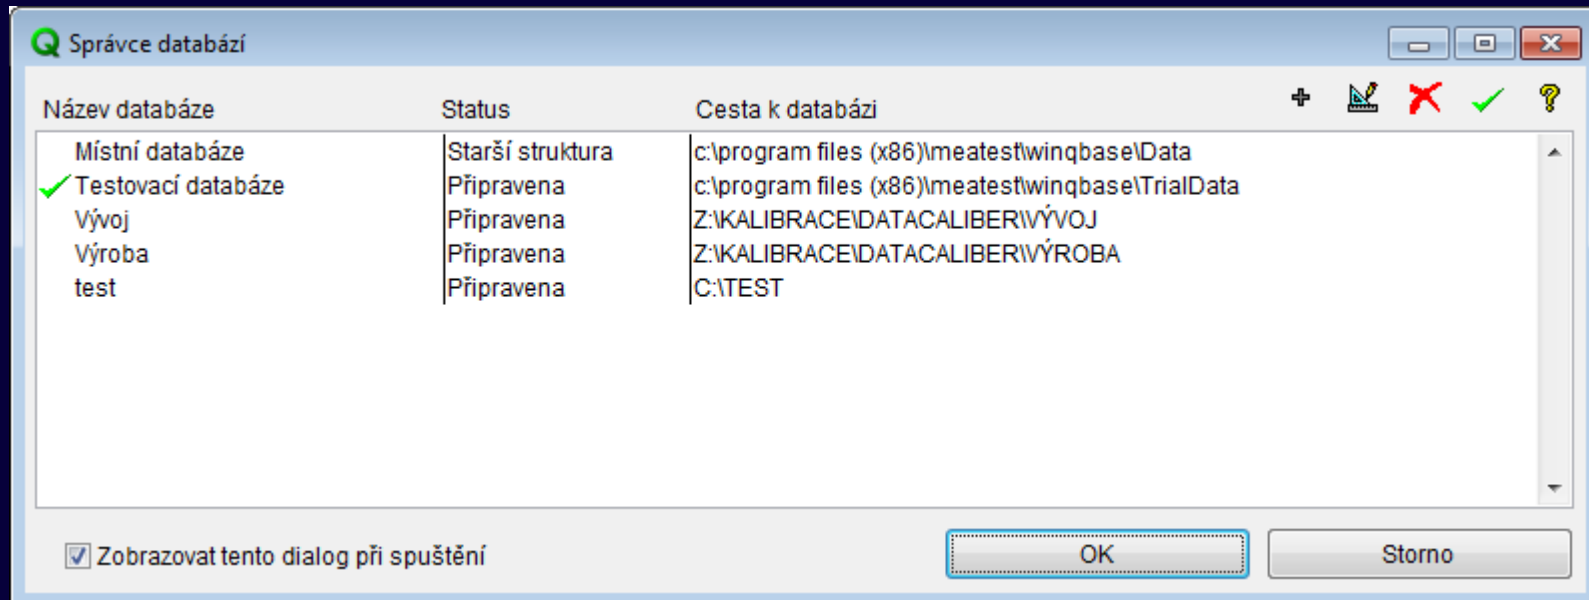 Správce databází
Název databáze Status Cesta k databázi
Místní databáze Starší struktura c:\program files (x86)\meatest\winqbase\Data
Testovací databáze Připravena c:\program files (x86)\meatest\winqbase\TrialData
Vývoj Připravena Z:\KALIBRACE\DATACALIBER\VÝVOJ
Výroba Připravena Z:\KALIBRACE\DATACALIBER\VÝROBA
test Připravena C:\TEST
Zobrazovat tento dialog při spuštění OK Storno